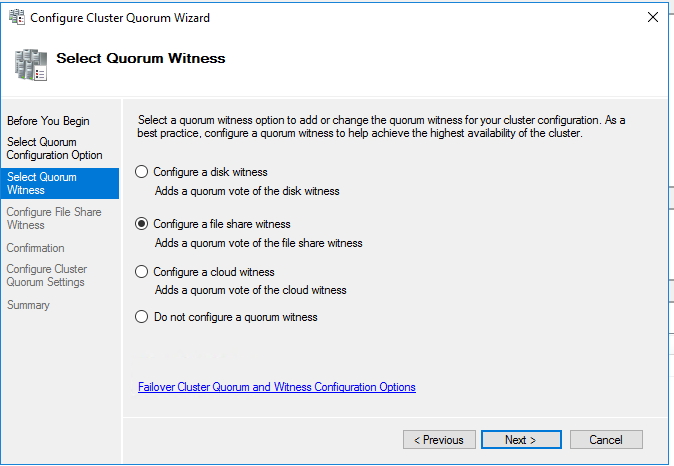 Configure Cluster Quorum Wizard
Select Quorum Witness
Before You Begin
Select Quorum
Configuration Option
Select Quorum
Witness
Configure File Share
Witness
Confirmation
Configure Cluster
Quorum Settings
Summary
Select a quorum witness option to add or change the quorum witness for your cluster configuration. As a
best practice, configure a quorum witness to help achieve the highest availability of the cluster.
Configure a disk witness
Adds a quorum vote of the disk witness
Configure a file share witness
Adds a quorum vote of the file share witness
Configure a cloud witness
Adds a quorum vote of the cloud witness
Do not configure a quorum witness
Failover Cluster Quorum and Witness Configuration Options
< Previous
Next >
Cancel